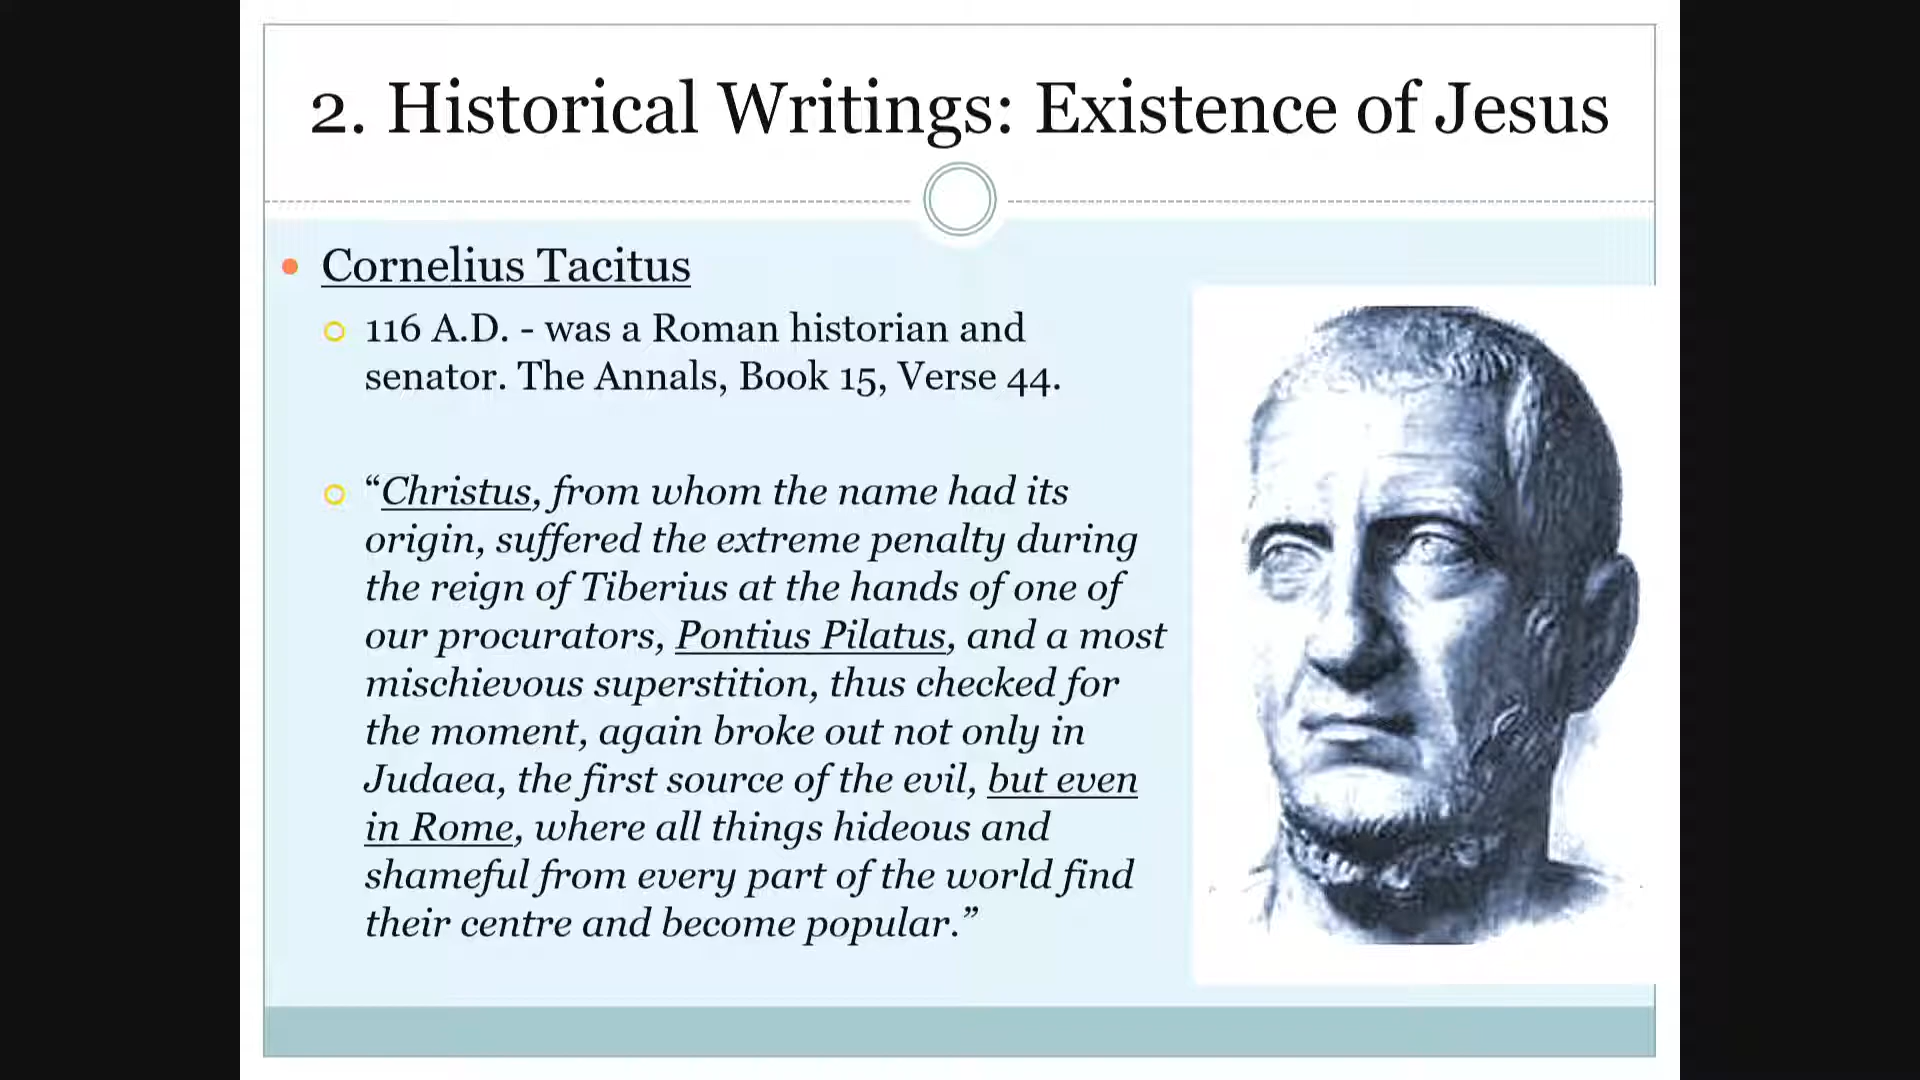 2. Historical Writings: Existence of Jesus
Cornelius Tacitus
116 A.D. - was a Roman historian and
senator. The Annals, Book 15, Verse 44.
“Christus, from whom the name had its
origin, suffered the extreme penalty during
the reign of Tiberius at the hands of one of
our procurators, Pontius Pilatus, and a most
mischievous superstition, thus checked for
the moment, again broke out not only in
Judaea, the first source of the evil, but even
in Rome, where all things hideous and
shameful from every part of the world find
their centre and become popular.”